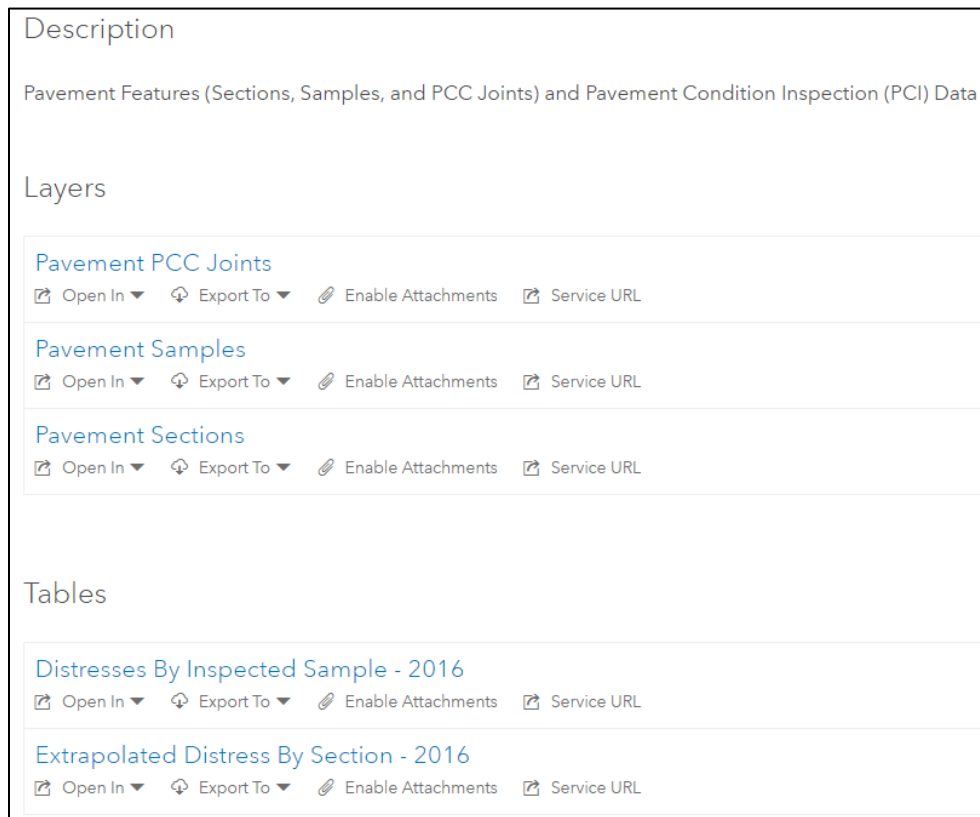 Description
Pavement Features (Sections, Samples, and PCC Joints) and Pavement Condition Inspection (PCI) Data
Layers
Pavement PCC Joints
Open In Export To Enable Attachments Service URL
Pavement Samples
Open In Export To Enable Attachments Service URL
Pavement Sections
Open In Export To Enable Attachments Service URL
Tables
Distresses By Inspected Sample - 2016
Open In Export To Enable Attachments Service URL
Extrapolated Distress By Section - 2016
Open In Export To Enable Attachments Service URL